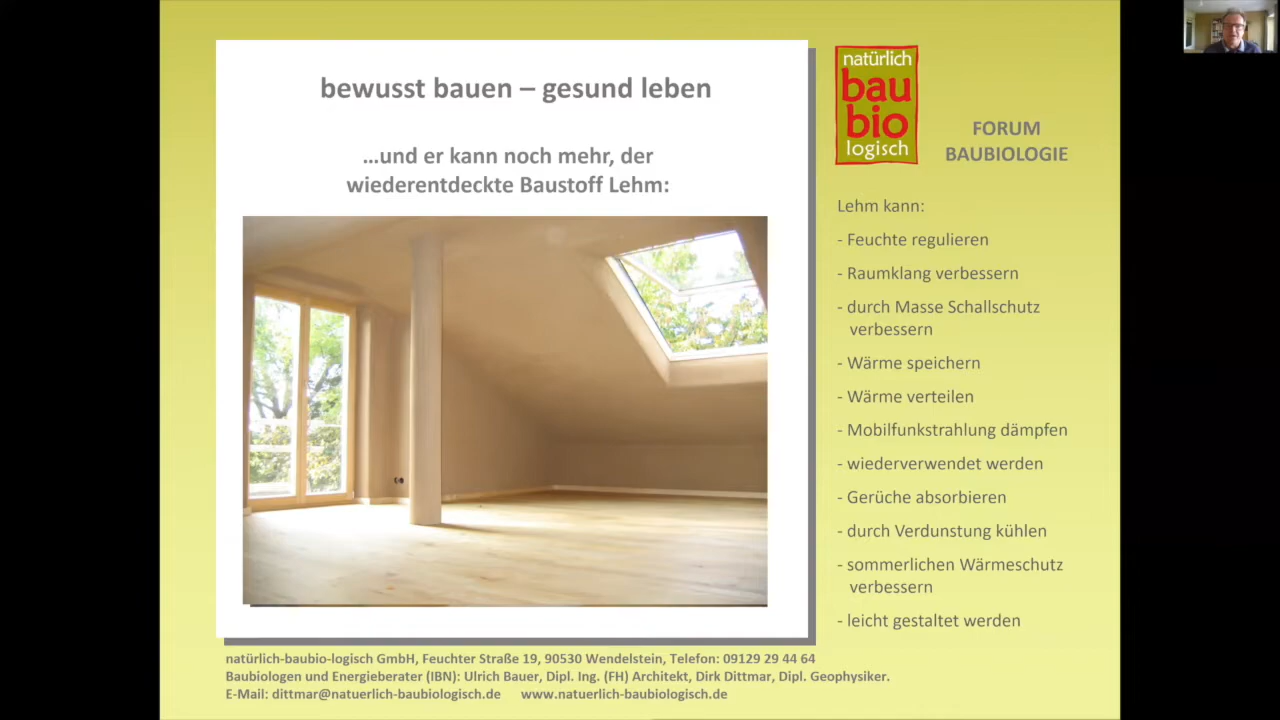 bewusst bauen – gesund leben
…und er kann noch mehr, der
wiederentdeckte Baustoff Lehm:
natürlich
bau
bio
logisch
FORUM
BAUBIOLOGIE
Lehm kann:
- Feuchte regulieren
- Raumklang verbessern
- durch Masse Schallschutz
verbessern
- Wärme speichern
- Wärme verteilen
- Mobilfunkstrahlung dämpfen
- wiederverwendet werden
- Gerüche absorbieren
- durch Verdunstung kühlen
- sommerlichen Wärmeschutz
verbessern
- leicht gestaltet werden
natürlich-baubio-logisch GmbH, Feuchter Straße 19, 90530 Wendelstein, Telefon: 09129 29 44 64
Baubiologen und Energieberater (IBN): Ulrich Bauer, Dipl. Ing. (FH) Architekt, Dirk Dittmar, Dipl. Geophysiker.
E-Mail: dittmar@natuerlich-baubiologisch.de www.natuerlich-baubiologisch.de